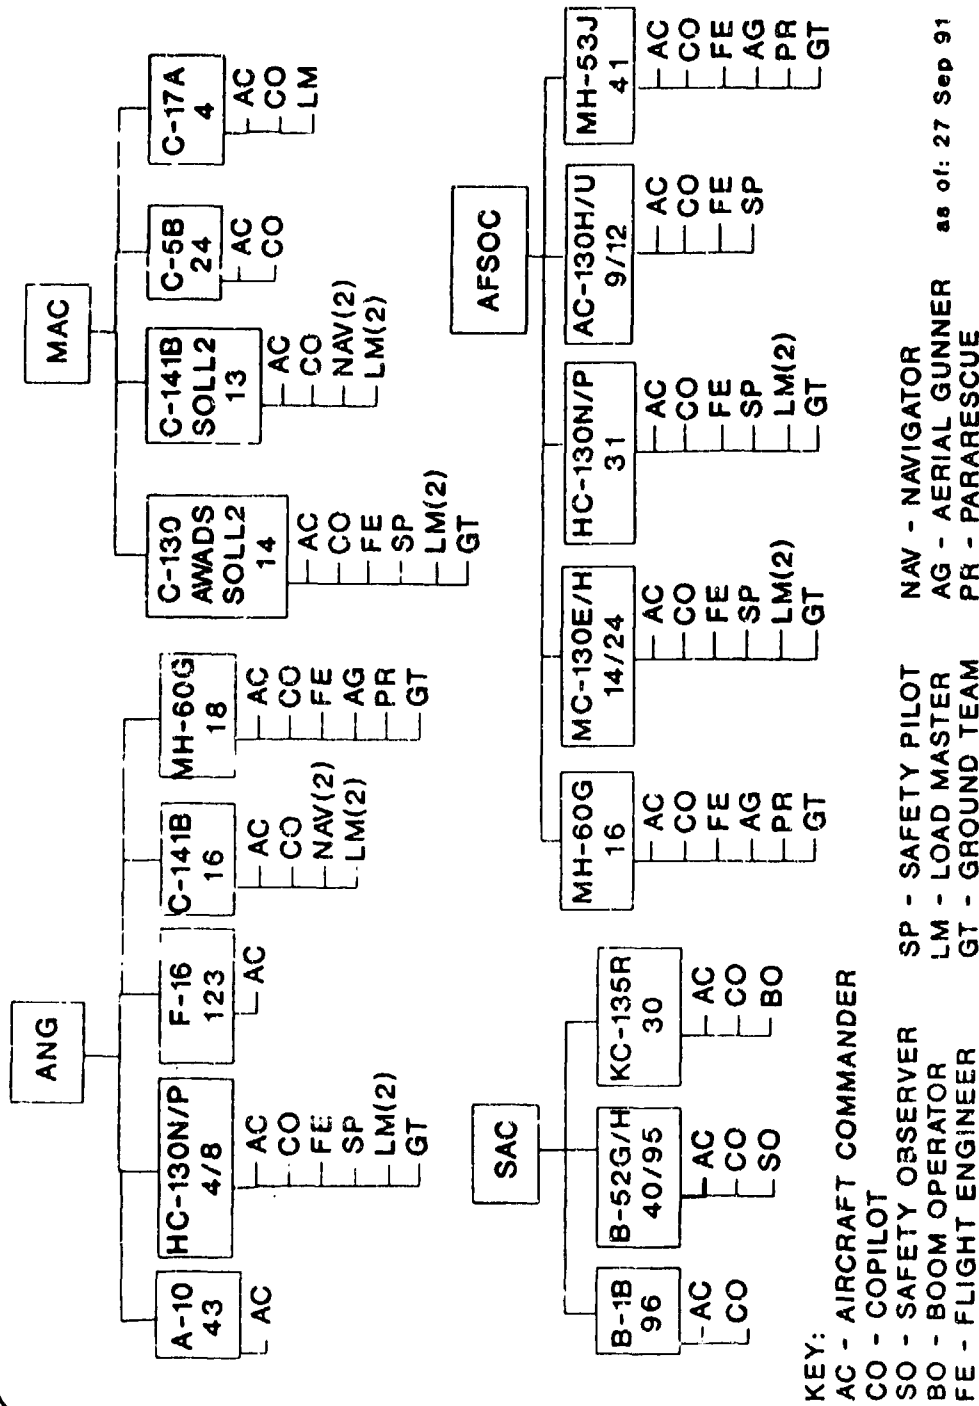 ANG
A-10
43
AC
HC-130N/P
4/8
AC
CO
FE
SP
LM(2)
GT
F-16
123
AC
C-141B
16
AC
CO
NAV(2)
LM(2)
MH-60G
18
AC
CO
FE
AG
PR
GT
MAC
C-130
AWADS
SOLL2
14
AC
CO
FE
SP
LM(2)
GT
C-141B
SOLL2
13
AC
CO
NAV(2)
LM(2)
C-5B
24
AC
CO
C-17A
4
AC
CO
LM
SAC
B-1B
96
AC
CO
B-52G/H
40/95
AC
CO
SO
KC-135R
30
AC
CO
BO
AFSOC
MH-60G
16
AC
CO
FE
AG
PR
GT
MC-130E/H
14/24
AC
CO
FE
SP
LM(2)
GT
HC-130N/P
31
AC
CO
FE
SP
LM(2)
GT
AC-130H/U
9/12
AC
CO
FE
SP
MH-53J
41
AC
CO
FE
AG
PR
GT
KEY:
AC - AIRCRAFT COMMANDER
CO - COPILOT
SO - SAFETY OBSERVER
BO - BOOM OPERATOR
FE - FLIGHT ENGINEER
SP - SAFETY PILOT
LM - LOAD MASTER
GT - GROUND TEAM
NAV - NAVIGATOR
AG - AERIAL GUNNER
PR - PARARESCUE
as of: 27 Sep 91